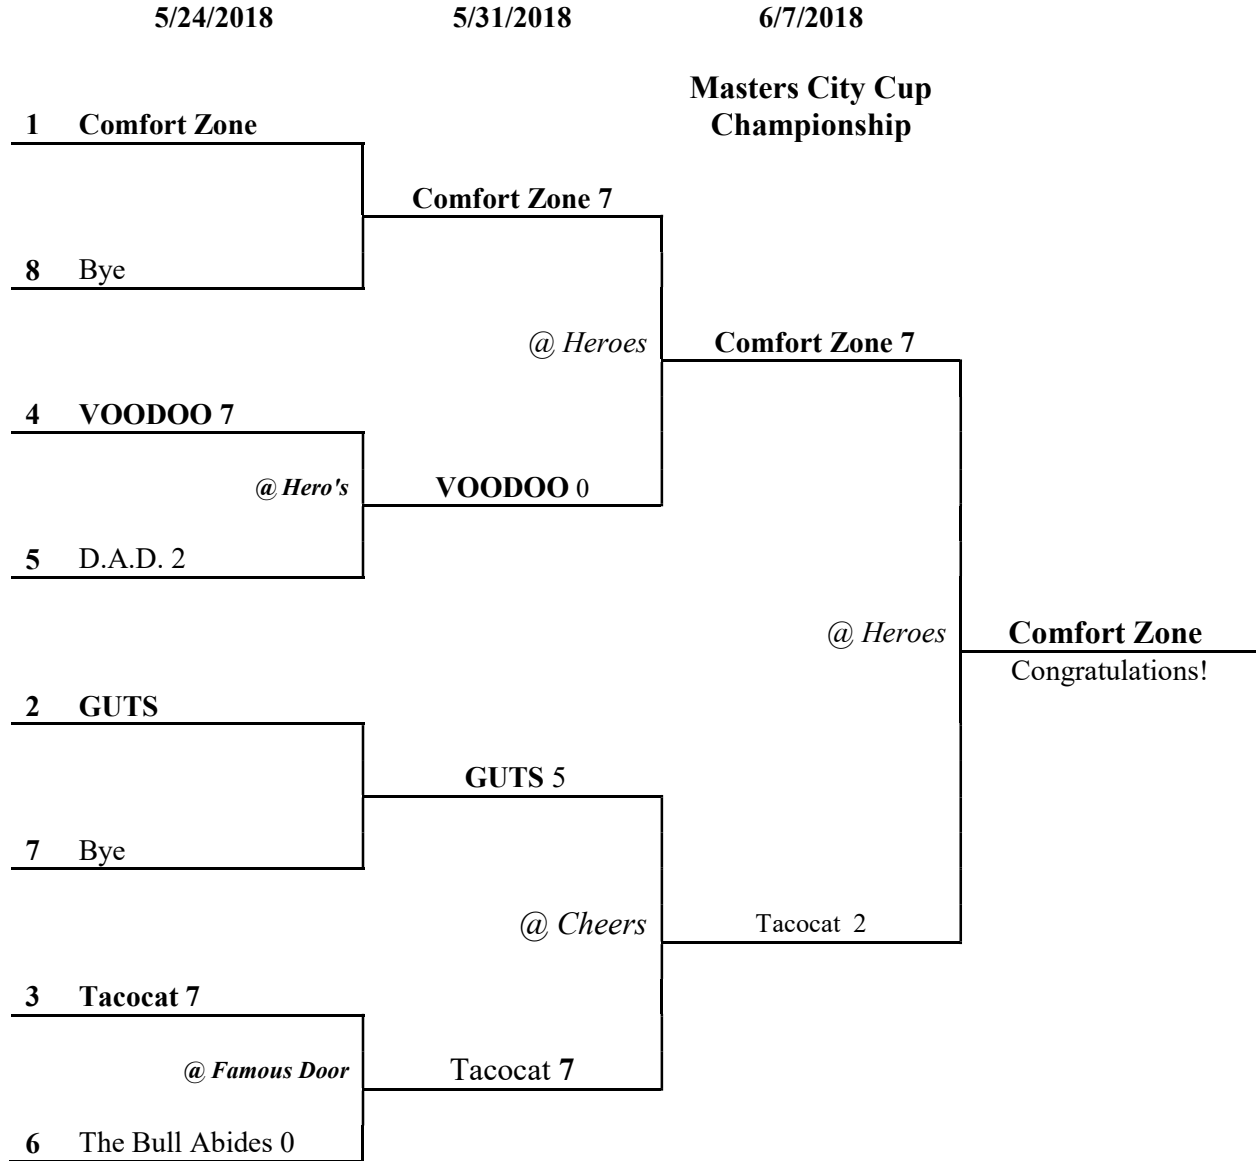 5/24/2018 5/31/2018 6/7/2018
Masters City Cup
Championship
1 Comfort Zone
Comfort Zone 7
8 Bye
@ Heroes
Comfort Zone 7
4 VOODOO 7
@ Hero's
VOODOO 0
5 D.A.D. 2
@ Heroes
Comfort Zone
Congratulations!
2 GUTS
GUTS 5
7 Bye
@ Cheers
Tacocat 2
3 Tacocat 7
@ Famous Door
Tacocat 7
6 The Bull Abides 0